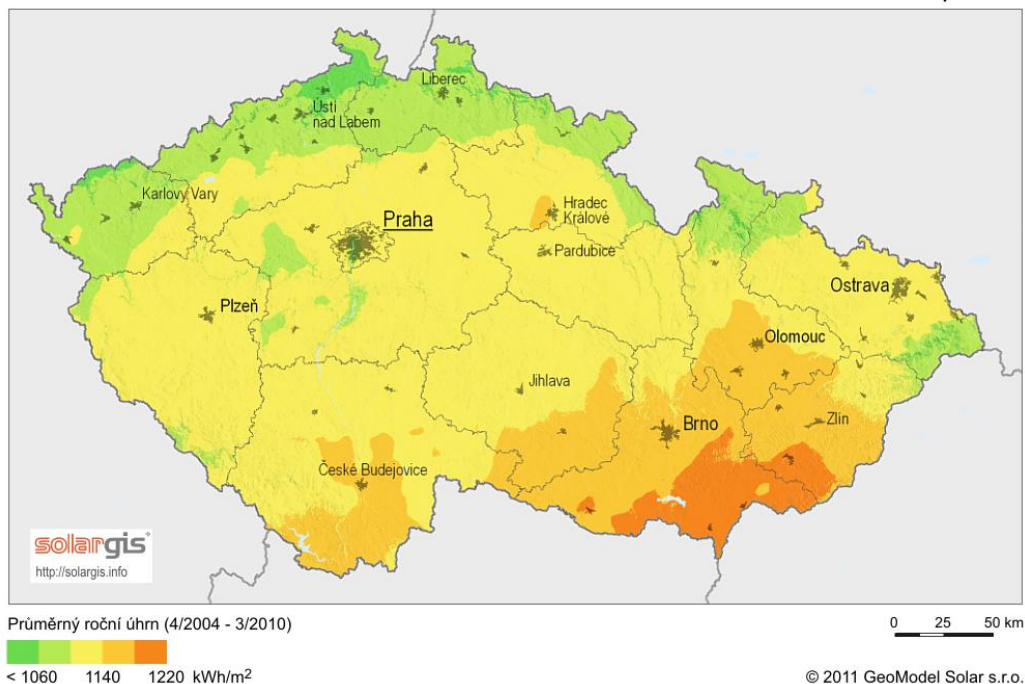 Liberec
Ústí
nad Labem
Karlovy Vary
Praha
Hradec
Králové
Pardubice
Ostrava
Plzeň
Olomouc
Jihlava
Brno
Zlín
České Budejovice
solargis
http://solargis.info
Průměrný roční úhrn (4/2004 - 3/2010)
0 25 50 km
< 1060 1140 1220 kWh/m²
© 2011 GeoModel Solar s.r.o.